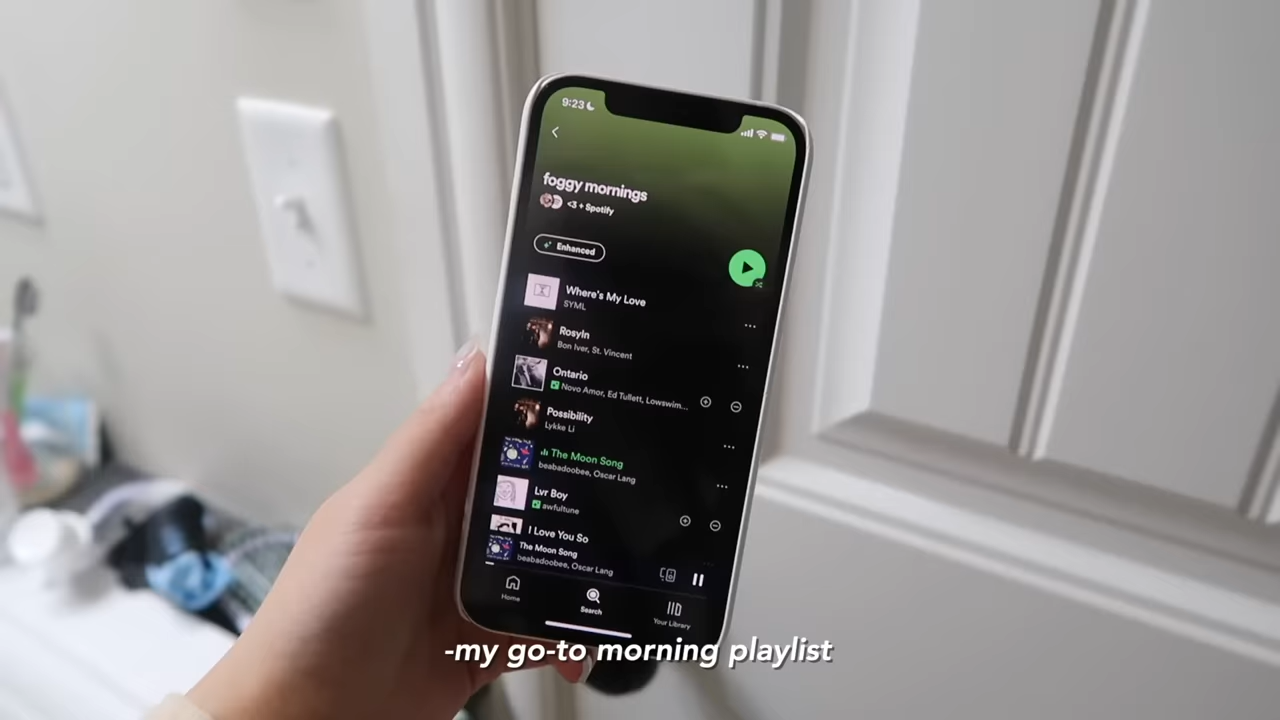 9:23
foggy mornings
<3 + Spotify
Enhanced
Where's My Love
SYML
Rosyln
Bon Iver, St. Vincent
Ontario
Novo Amor, Ed Tullett, Lowswim...
Possibility
Lykke Li
The Moon Song
beabadoobee, Oscar Lang
Lvr Boy
awfultune
I Love You So
The Moon Song
beabadoobee, Oscar Lang
Home
Search
Your Library
-my go-to morning playlist